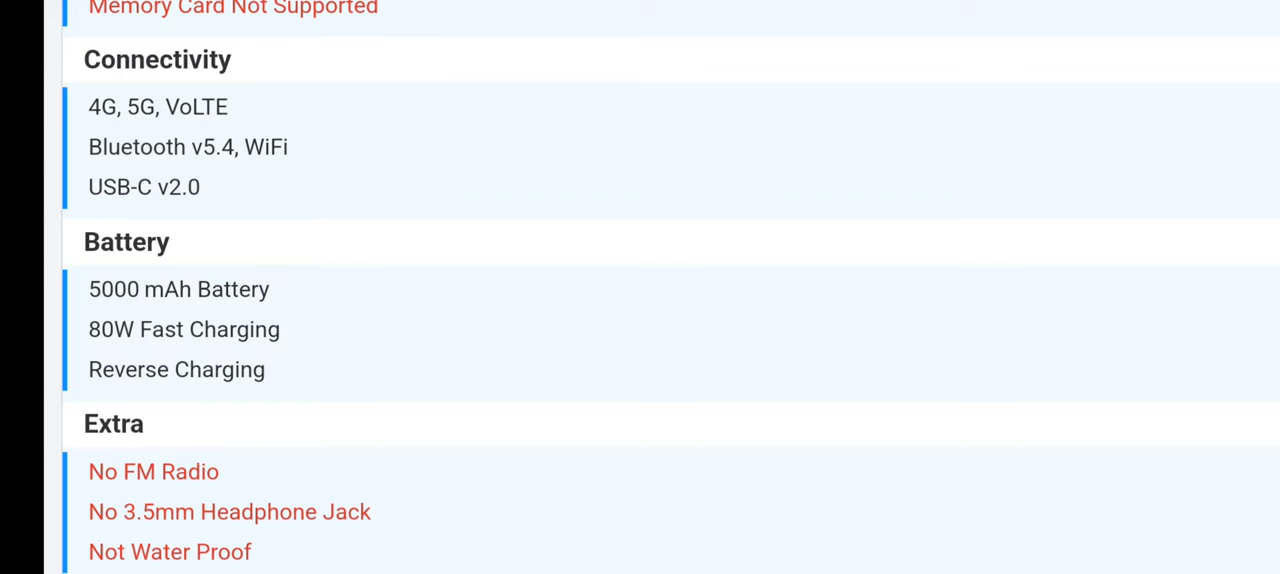 Memory Card Not Supported
Connectivity
4G, 5G, VoLTE
Bluetooth v5.4, WiFi
USB-C v2.0
Battery
5000 mAh Battery
80W Fast Charging
Reverse Charging
Extra
No FM Radio
No 3.5mm Headphone Jack
Not Water Proof